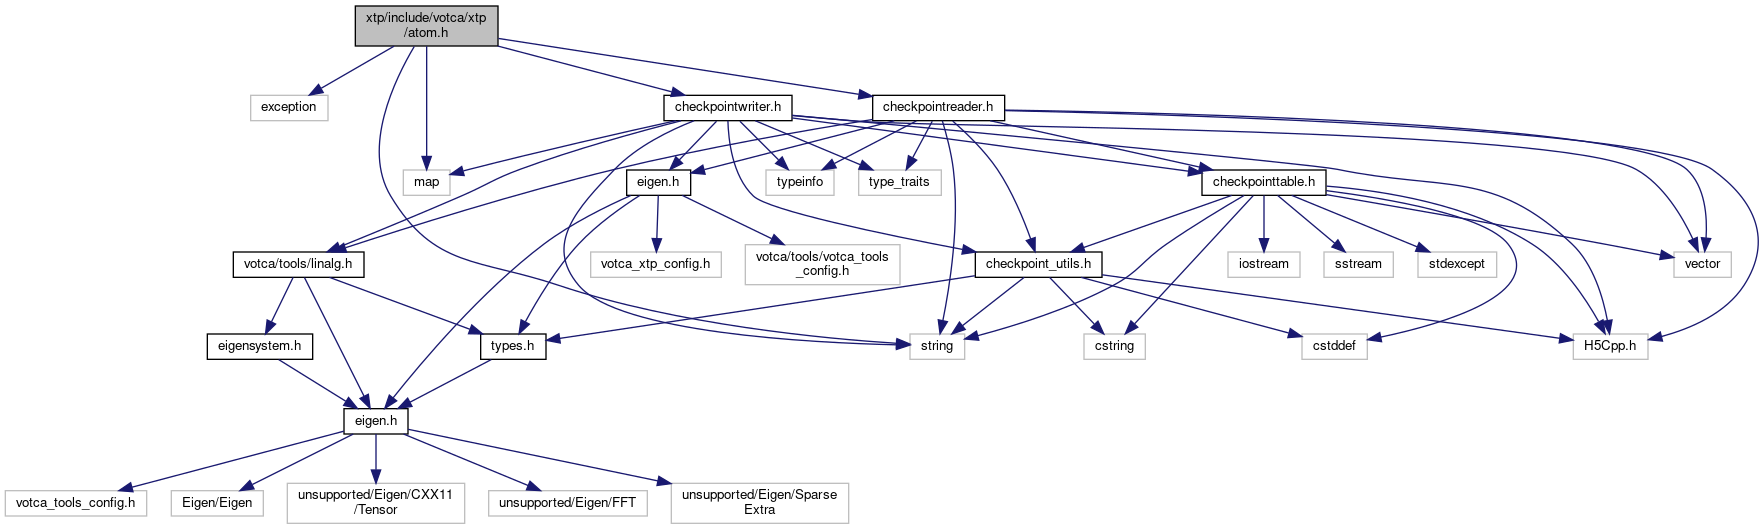 xtp/include/votca/xtp
/atom.h
exception
checkpointwriter.h
checkpointreader.h
map
eigen.h
typeinfo
type_traits
checkpointtable.h
votca/tools/linalg.h
votca_xtp_config.h
votca/tools/votca_tools
_config.h
checkpoint_utils.h
iostream
sstream
stdexcept
vector
eigensystem.h
types.h
string
cstring
cstddef
H5Cpp.h
eigen.h
votca_tools_config.h
Eigen/Eigen
unsupported/Eigen/CXX11
/Tensor
unsupported/Eigen/FFT
unsupported/Eigen/Sparse
Extra